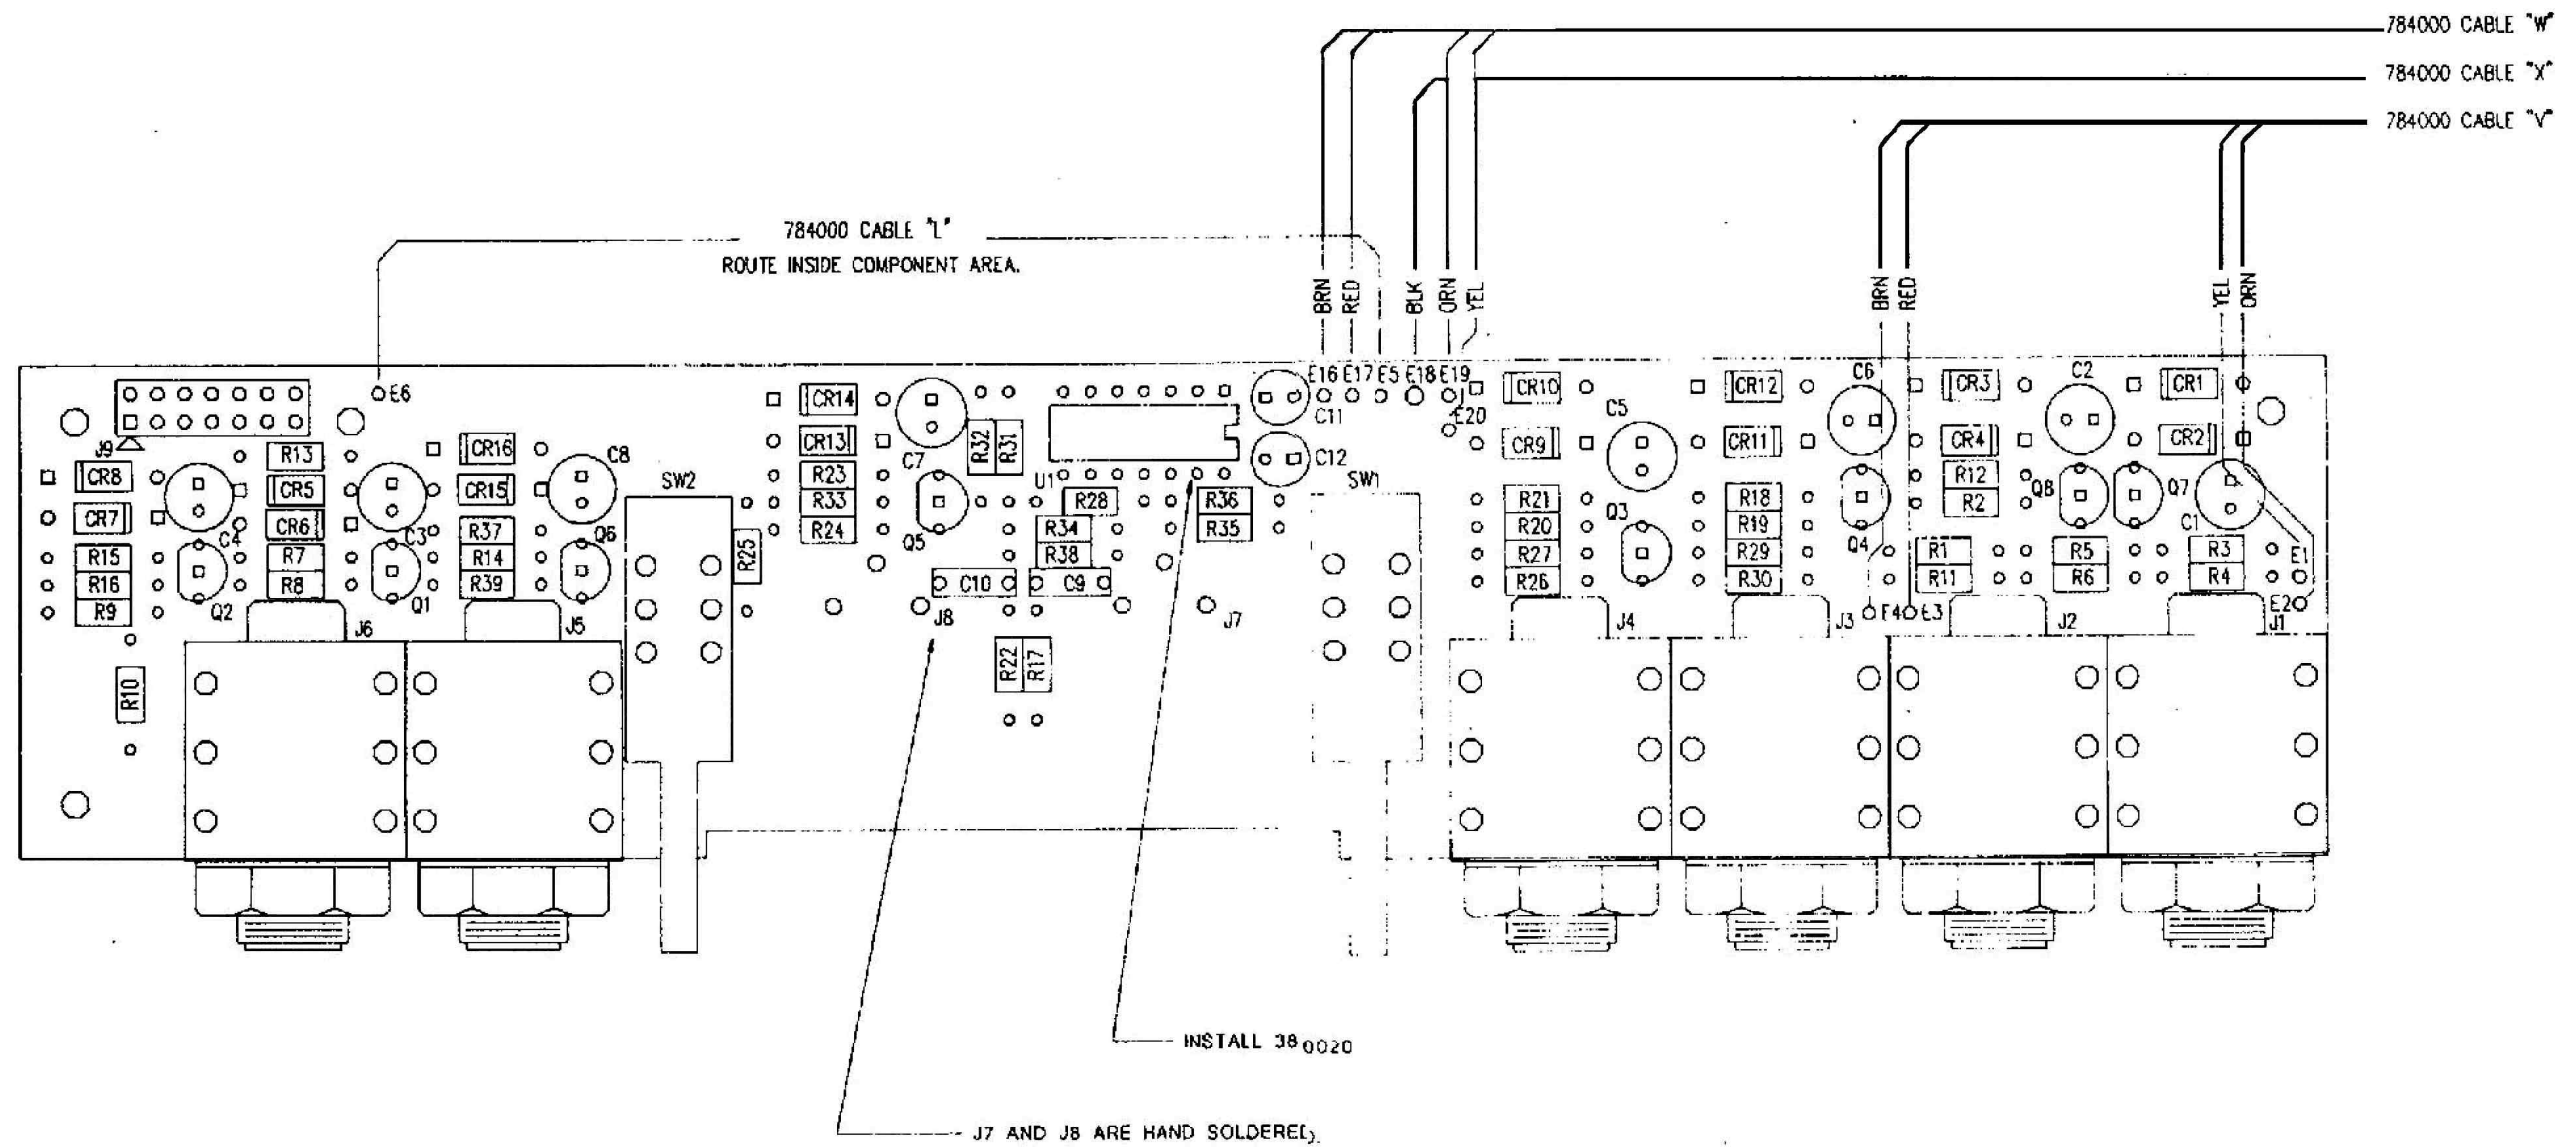 784000 CABLE "W"
784000 CABLE "X"
784000 CABLE "V"
784000 CABLE "L"
ROUTE INSIDE COMPONENT AREA.
BRN
RED
BLK
ORN
YEL
BRN
RED
YEL
ORN
E6
E16 E17 E5 E18 E19
E20
C11
C12
J9
R13
CR16
CR8
CR5
CR15
CR7
CR6
C8
C4
C3
R37
Q6
R15
R7
R14
R16
R8
R39
R9
Q2
Q1
J6
J5
R10
SW2
R25
CR14
CR13
C7
R32
R31
R23
R33
R24
Q5
U1
R28
R36
R34
R35
R38
C10
C9
J8
J7
R22
R17
SW1
CR10
CR12
C6
CR3
C2
CR1
C5
CR9
CR11
CR4
CR2
R12
R2
Q8
Q7
R21
R18
Q3
R20
R19
C1
R27
R29
Q4
R1
R5
R3
E1
R26
R30
R11
R6
R4
E2
J4
J3
E4
E3
J2
J1
INSTALL 380020
J7 AND J8 ARE HAND SOLDERED.